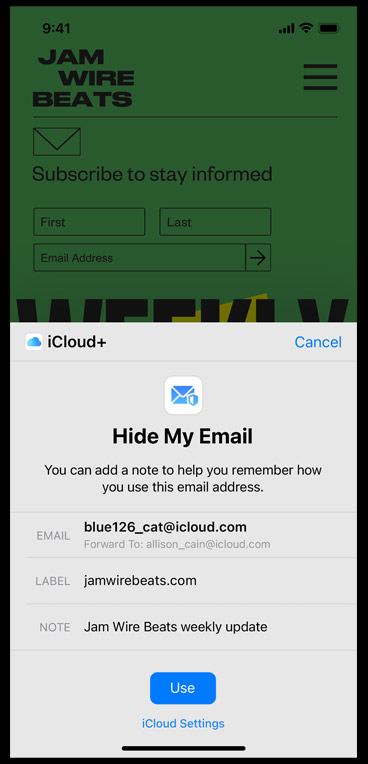 9:41
JAM
WIRE
BEATS
Subscribe to stay informed
First
Last
Email Address
WEEKLY
iCloud+
Cancel
Hide My Email
You can add a note to help you remember how
you use this email address.
EMAIL
blue126_cat@icloud.com
Forward To: allison_cain@icloud.com
LABEL
jamwirebeats.com
NOTE
Jam Wire Beats weekly update
Use
iCloud Settings